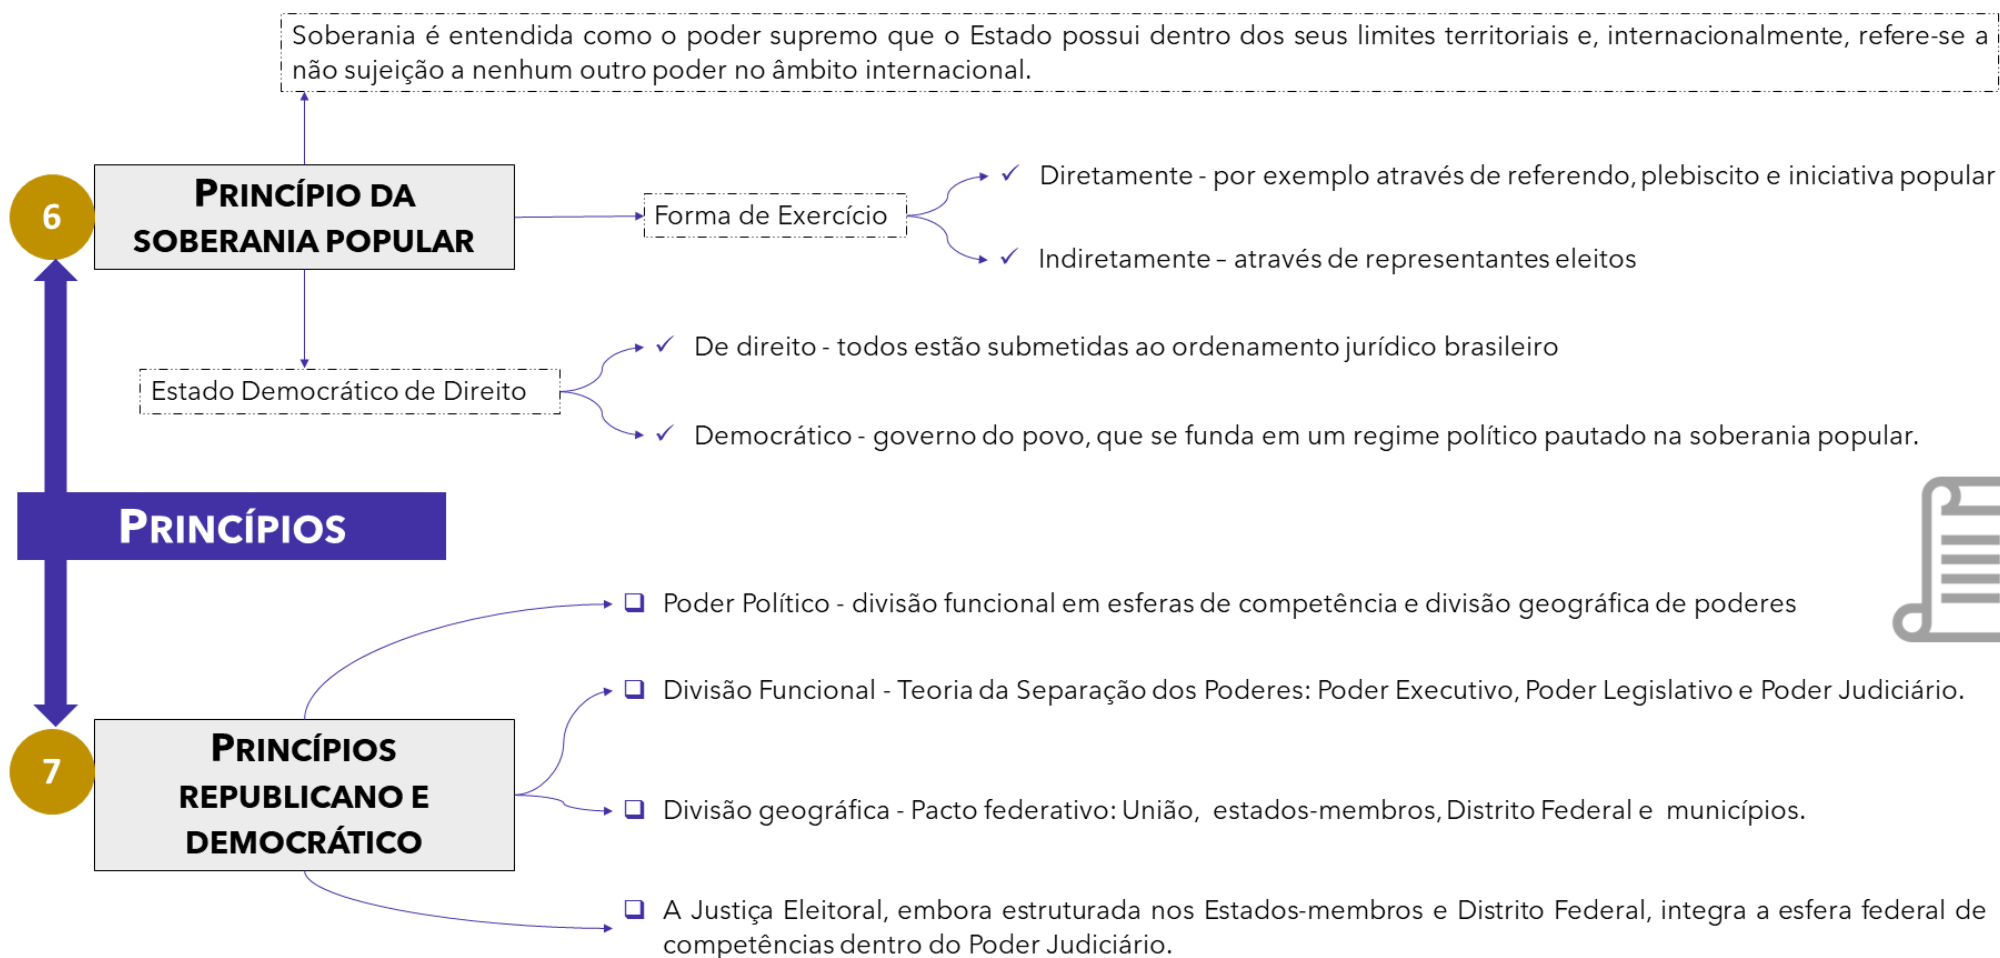 Soberania é entendida como o poder supremo que o Estado possui dentro dos seus limites territoriais e, internacionalmente, refere-se a
não sujeição a nenhum outro poder no âmbito internacional.
6
PRINCÍPIO DA
SOBERANIA POPULAR
Forma de Exercício
Diretamente - por exemplo através de referendo, plebiscito e iniciativa popular
Indiretamente – através de representantes eleitos
De direito - todos estão submetidas ao ordenamento jurídico brasileiro
Estado Democrático de Direito
Democrático - governo do povo, que se funda em um regime político pautado na soberania popular.
PRINCÍPIOS
Poder Político - divisão funcional em esferas de competência e divisão geográfica de poderes
Divisão Funcional - Teoria da Separação dos Poderes: Poder Executivo, Poder Legislativo e Poder Judiciário.
7
PRINCÍPIOS
REPUBLICANO E
DEMOCRÁTICO
Divisão geográfica - Pacto federativo: União, estados-membros, Distrito Federal e municípios.
A Justiça Eleitoral, embora estruturada nos Estados-membros e Distrito Federal, integra a esfera federal de
competências dentro do Poder Judiciário.